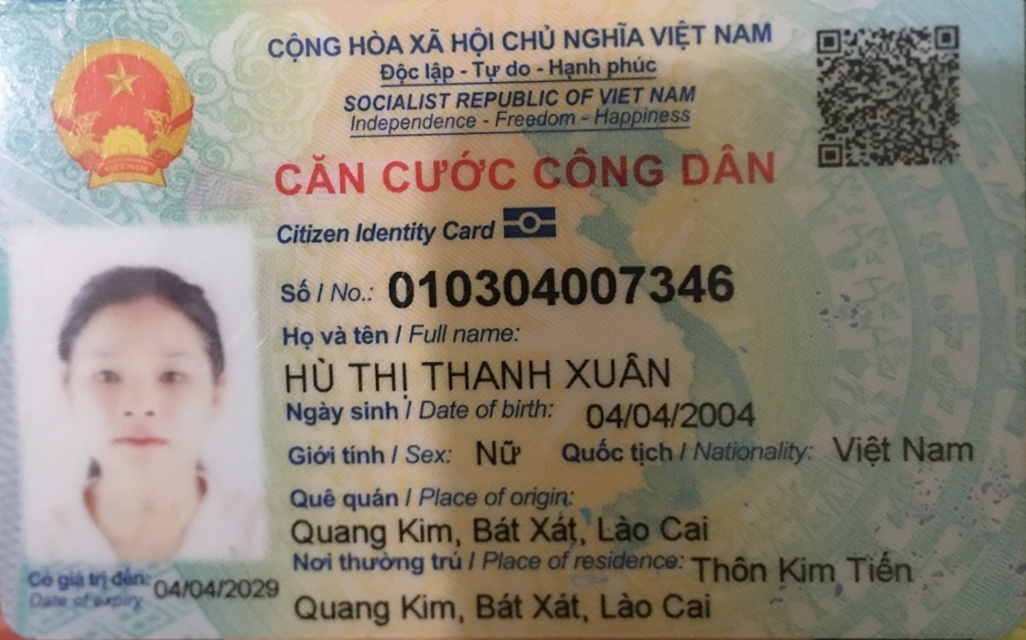 CỘNG HÒA XÃ HỘI CHỦ NGHĨA VIỆT NAM
Độc lập - Tự do - Hạnh phúc
SOCIALIST REPUBLIC OF VIET NAM
Independence - Freedom - Happiness
CĂN CƯỚC CÔNG DÂN
Citizen Identity Card
Số / No.: 010304007346
Họ và tên / Full name:
HÙ THỊ THANH XUÂN
Ngày sinh / Date of birth: 04/04/2004
Giới tính / Sex: Nữ Quốc tịch / Nationality: Việt Nam
Quê quán / Place of origin:
Quang Kim, Bát Xát, Lào Cai
Nơi thường trú / Place of residence: Thôn Kim Tiến
Quang Kim, Bát Xát, Lào Cai
Có giá trị đến: 04/04/2029
Date of expiry